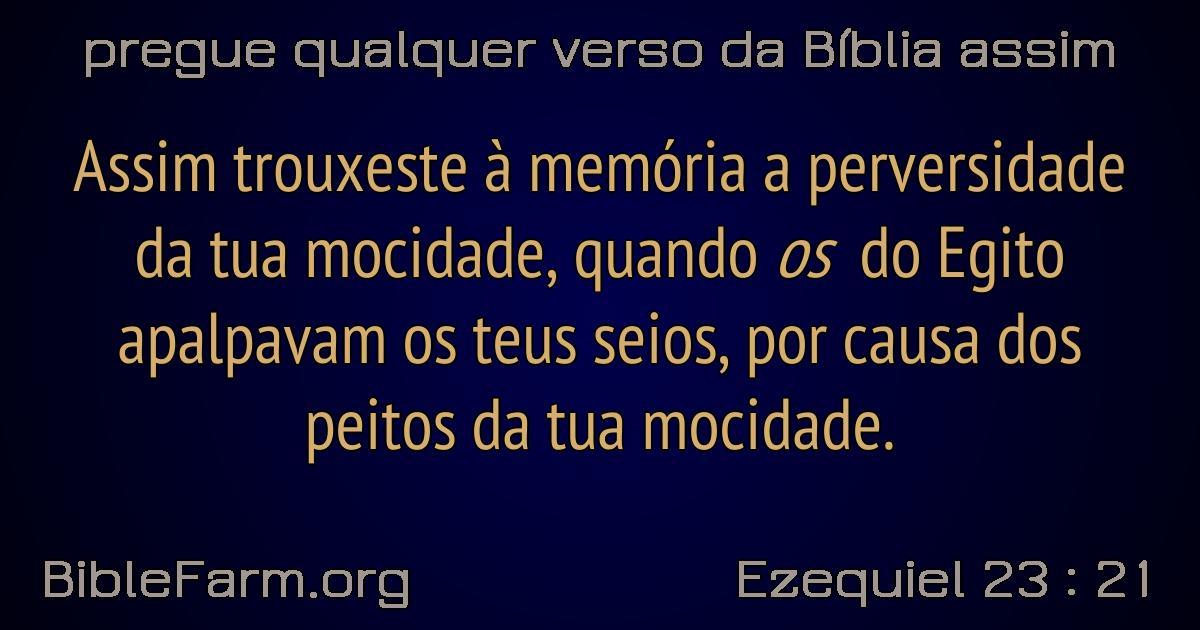 pregue qualquer verso da Bíblia assim
Assim trouxeste à memória a perversidade
da tua mocidade, quando os do Egito
apalpavam os teus seios, por causa dos
peitos da tua mocidade.
BibleFarm.org
Ezequiel 23 : 21